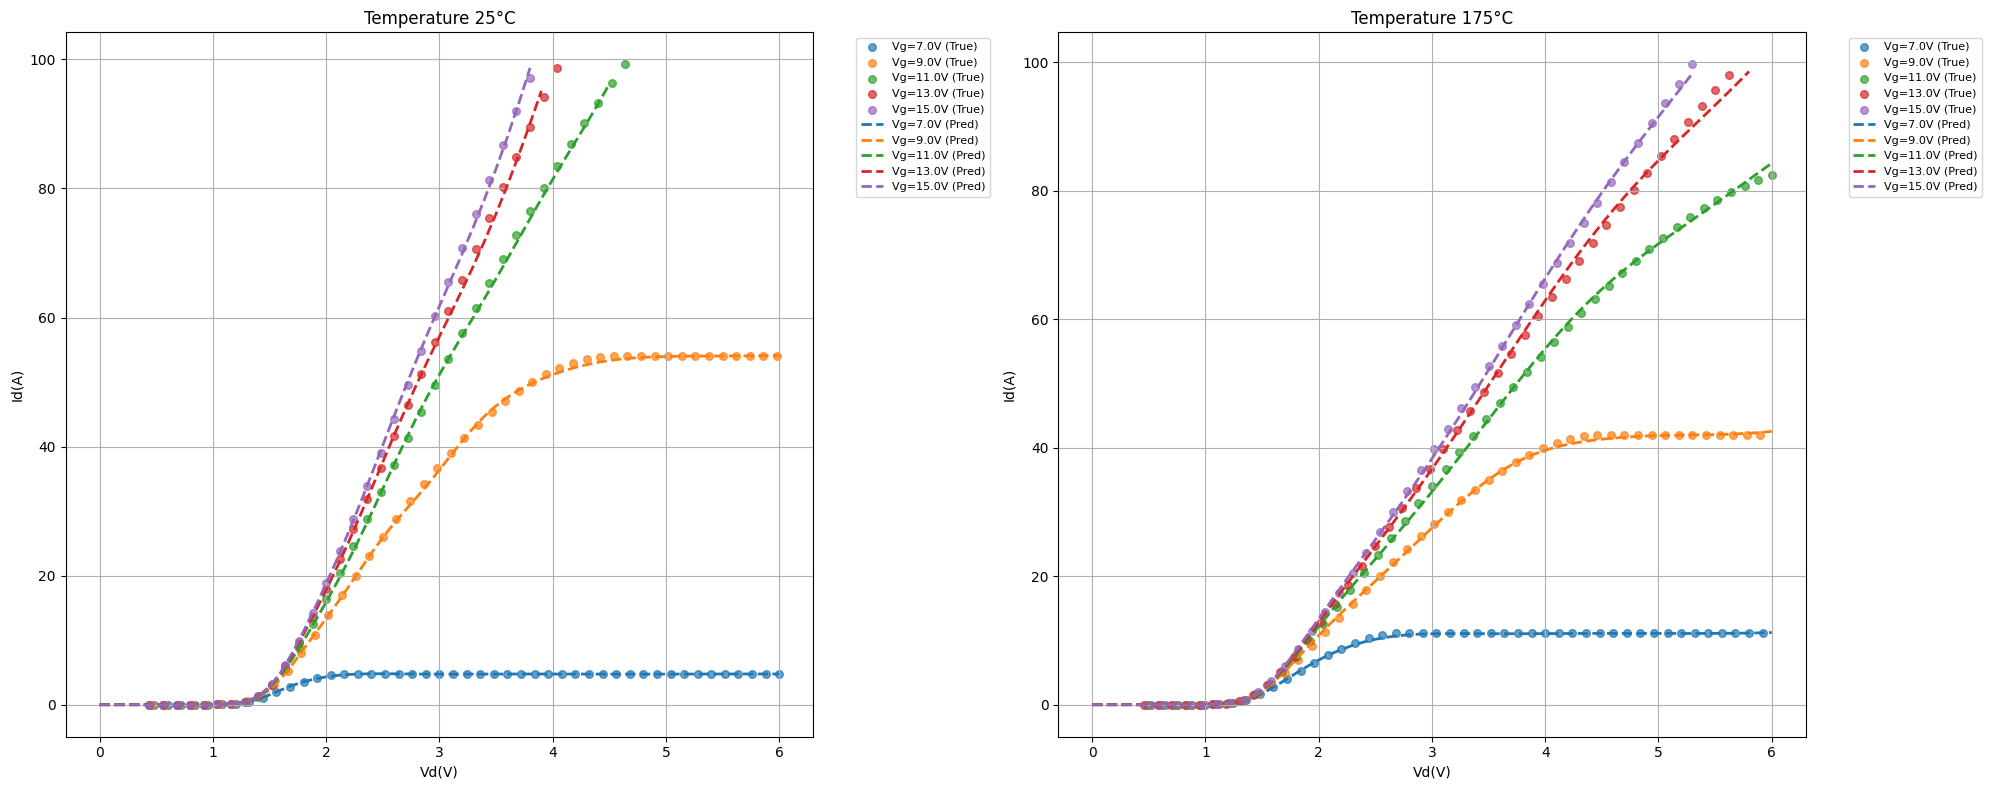 Temperature 25°C
100
80
60
40
20
0
Id(A)
0 1 2 3 4 5 6
Vd(V)
Vg=7.0V (True)
Vg=9.0V (True)
Vg=11.0V (True)
Vg=13.0V (True)
Vg=15.0V (True)
Vg=7.0V (Pred)
Vg=9.0V (Pred)
Vg=11.0V (Pred)
Vg=13.0V (Pred)
Vg=15.0V (Pred)
Temperature 175°C
100
80
60
40
20
0
Id(A)
0 1 2 3 4 5 6
Vd(V)
Vg=7.0V (True)
Vg=9.0V (True)
Vg=11.0V (True)
Vg=13.0V (True)
Vg=15.0V (True)
Vg=7.0V (Pred)
Vg=9.0V (Pred)
Vg=11.0V (Pred)
Vg=13.0V (Pred)
Vg=15.0V (Pred)